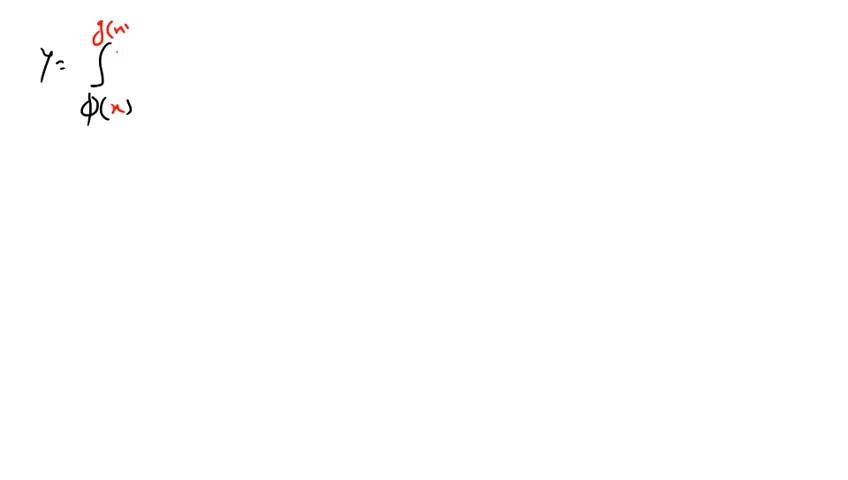 g(x)
y = ∫
φ(x)